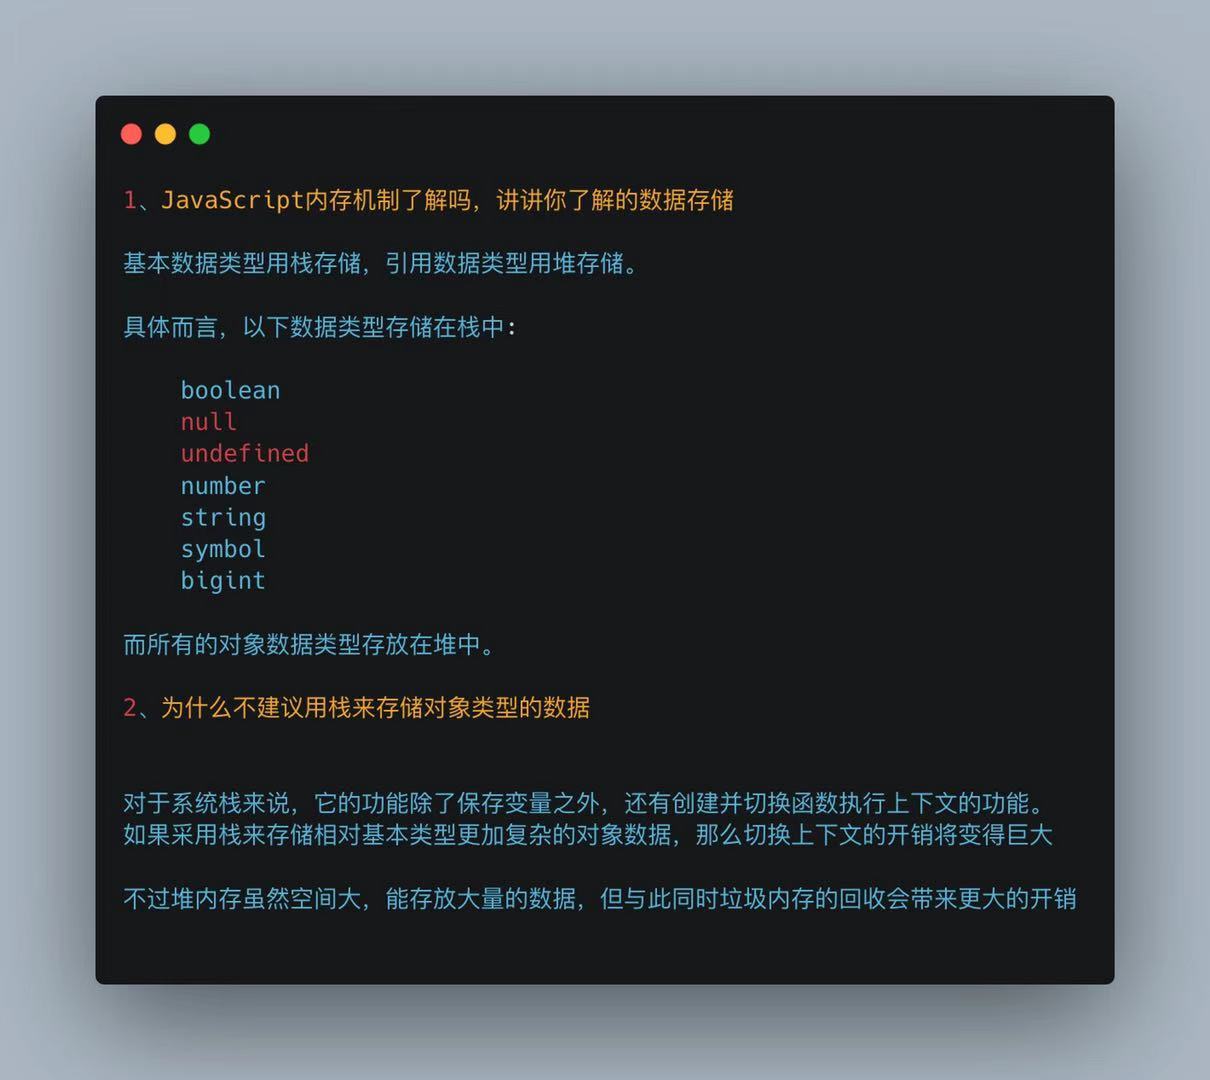 1、JavaScript内存机制了解吗，讲讲你了解的数据存储
基本数据类型用栈存储，引用数据类型用堆存储。
具体而言，以下数据类型存储在栈中：
boolean
null
undefined
number
string
symbol
bigint
而所有的对象数据类型存放在堆中。
2、为什么不建议用栈来存储对象类型的数据
对于系统栈来说，它的功能除了保存变量之外，还有创建并切换函数执行上下文的功能。
如果采用栈来存储相对基本类型更加复杂的对象数据，那么切换上下文的开销将变得巨大
不过堆内存虽然空间大，能存放大量的数据，但与此同时垃圾内存的回收会带来更大的开销